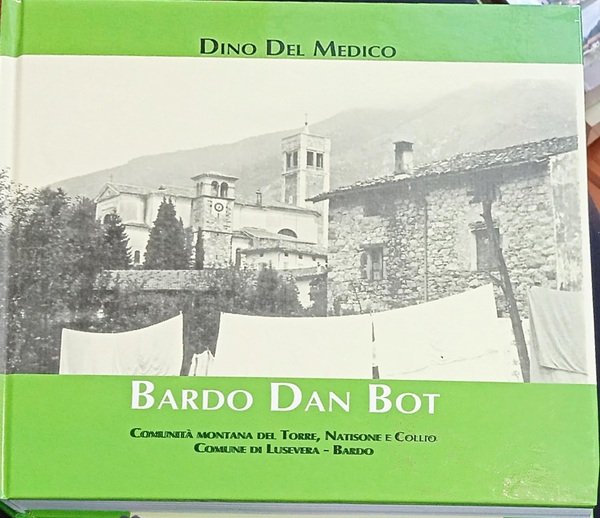 Dino Del Medico
Bardo Dan Bot
Comunità montana del Torre, Natisone e Collio
Comune di Lusevera - Bardo